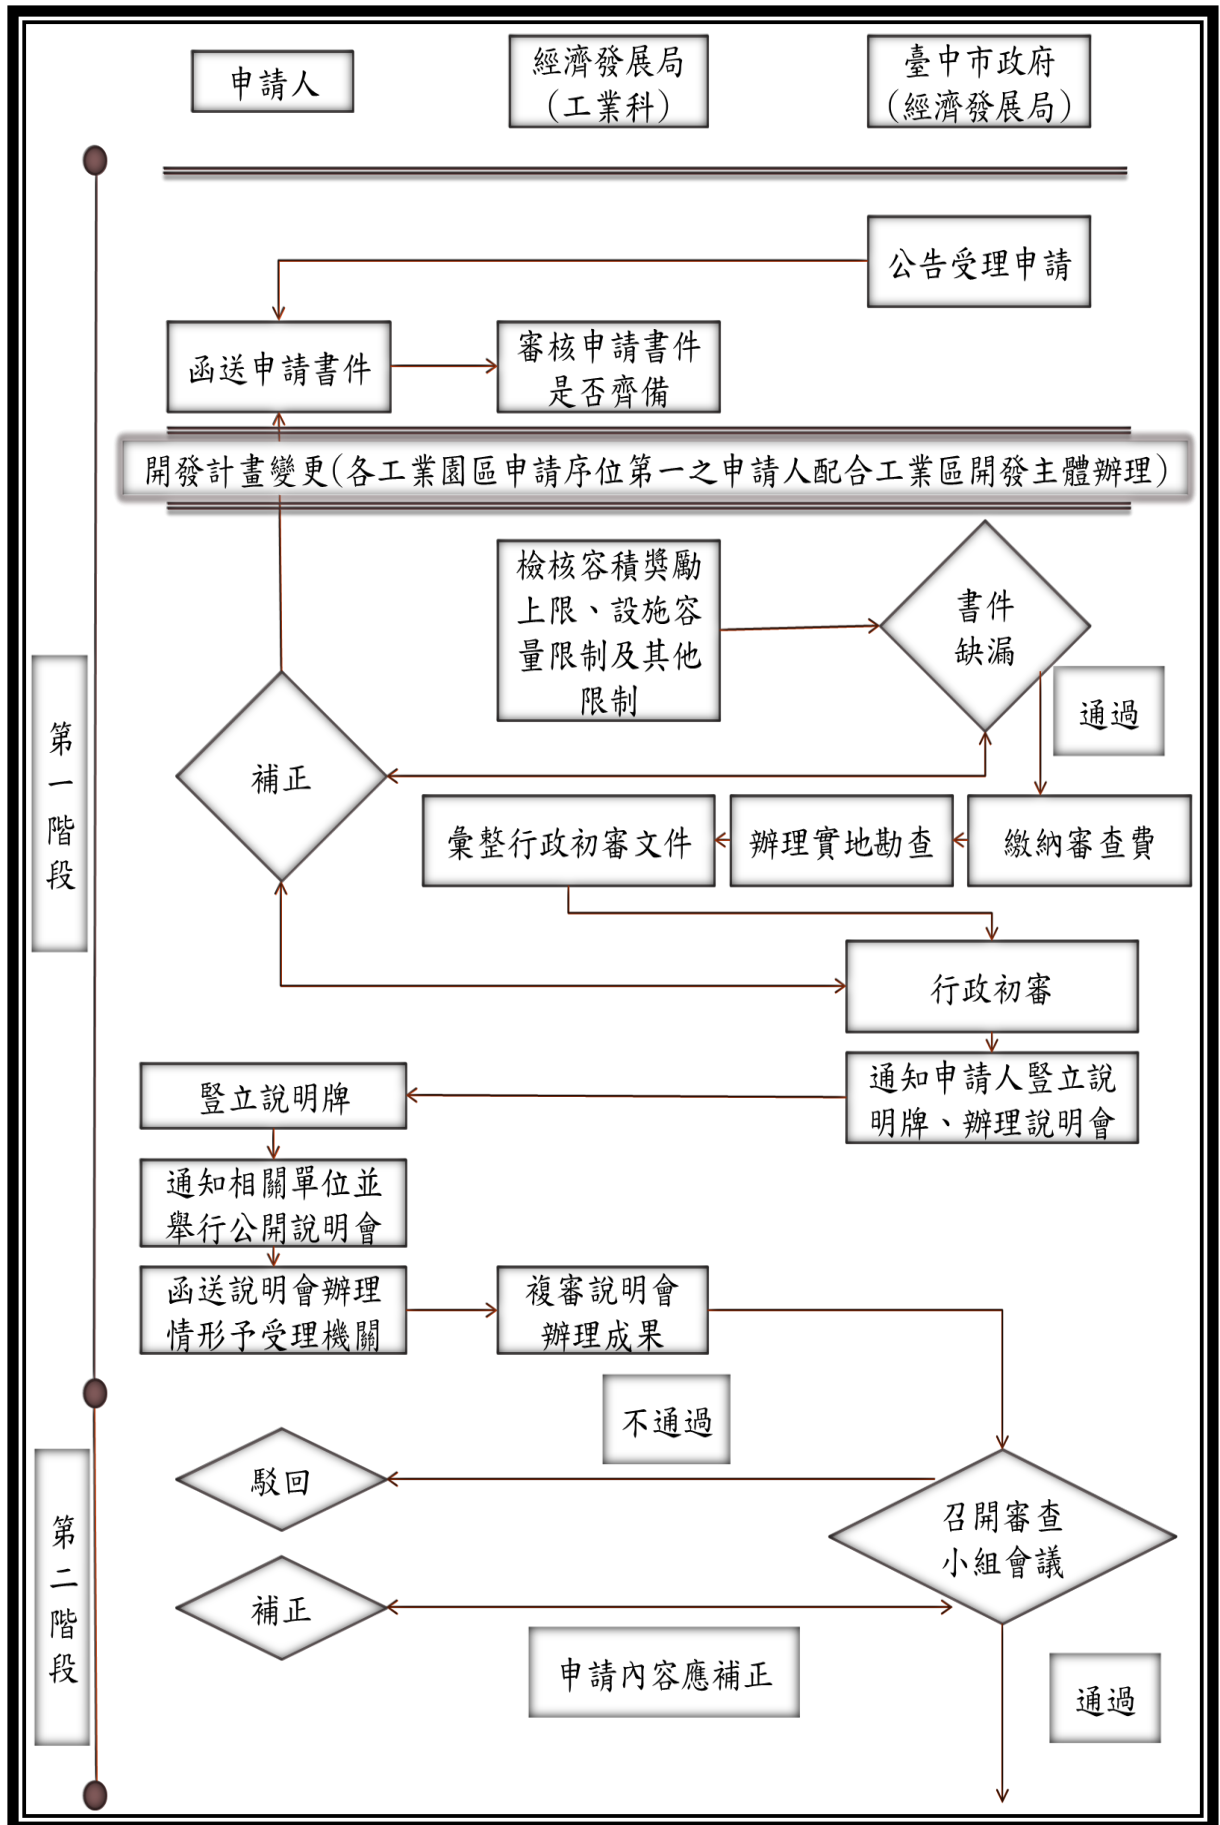 申請人
經濟發展局
(工業科)
臺中市政府
(經濟發展局)
公告受理申請
函送申請書件
審核申請書件
是否齊備
開發計畫變更(各工業園區申請序位第一之申請人配合工業區開發主體辦理)
檢核容積獎勵
上限、設施容
量限制及其他
限制
書件
缺漏
通過
第
一
階
段
補正
彙整行政初審文件
辦理實地勘查
繳納審查費
行政初審
豎立說明牌
通知申請人豎立說
明牌、辦理說明會
通知相關單位並
舉行公開說明會
函送說明會辦理
情形予受理機關
複審說明會
辦理成果
不通過
駁回
召開審查
小組會議
第
二
階
段
補正
申請內容應補正
通過